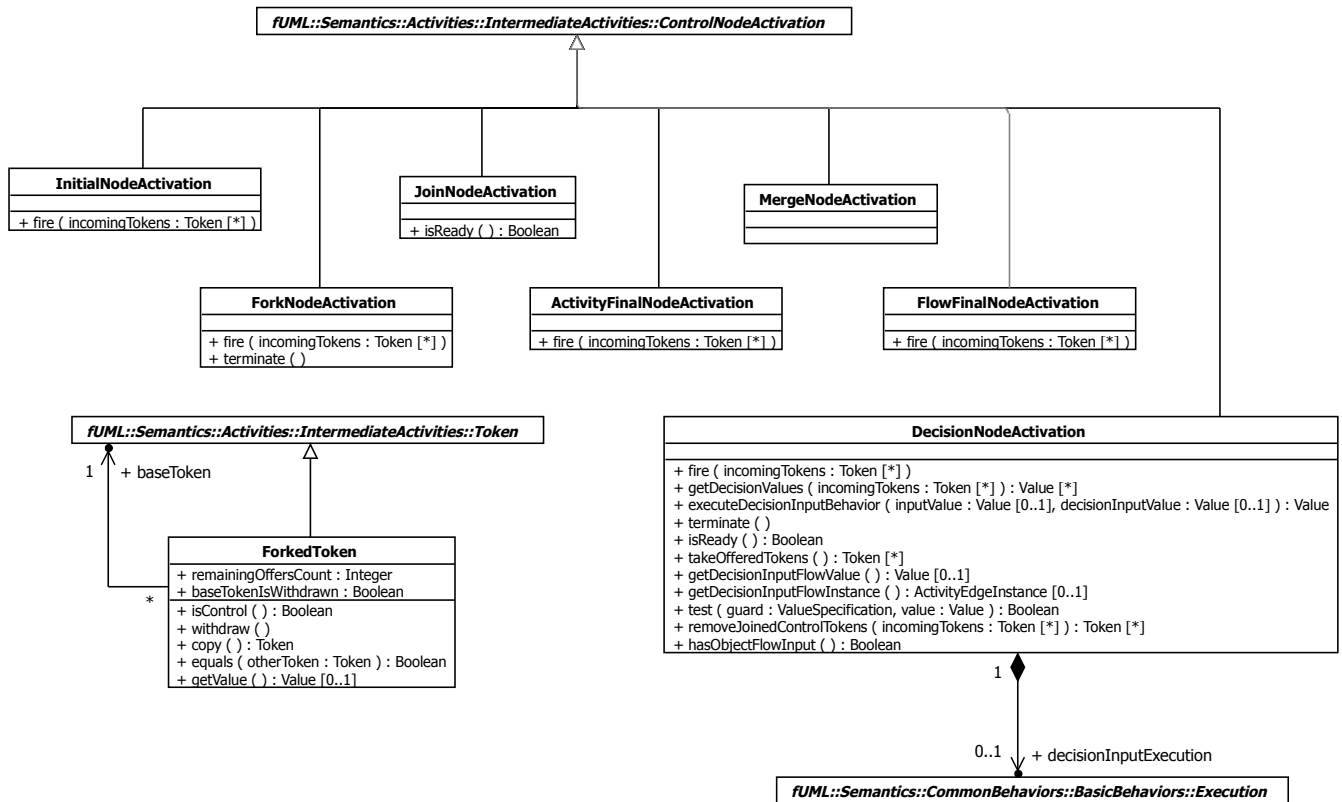 fUML::Semantics::Activities::IntermediateActivities::ControlNodeActivation
InitialNodeActivation
+ fire ( incomingTokens : Token [*] )
JoinNodeActivation
+ isReady ( ) : Boolean
MergeNodeActivation
ForkNodeActivation
+ fire ( incomingTokens : Token [*] )
+ terminate ( )
ActivityFinalNodeActivation
+ fire ( incomingTokens : Token [*] )
FlowFinalNodeActivation
+ fire ( incomingTokens : Token [*] )
fUML::Semantics::Activities::IntermediateActivities::Token
1
+ baseToken
*
ForkedToken
+ remainingOffersCount : Integer
+ baseTokenIsWithdrawn : Boolean
+ isControl ( ) : Boolean
+ withdraw ( )
+ copy ( ) : Token
+ equals ( otherToken : Token ) : Boolean
+ getValue ( ) : Value [0..1]
DecisionNodeActivation
+ fire ( incomingTokens : Token [*] )
+ getDecisionValues ( incomingTokens : Token [*] ) : Value [*]
+ executeDecisionInputBehavior ( inputValue : Value [0..1], decisionInputValue : Value [0..1] ) : Value
+ terminate ( )
+ isReady ( ) : Boolean
+ takeOfferedTokens ( ) : Token [*]
+ getDecisionInputFlowValue ( ) : Value [0..1]
+ getDecisionInputFlowInstance ( ) : ActivityEdgeInstance [0..1]
+ test ( guard : ValueSpecification, value : Value ) : Boolean
+ removeJoinedControlTokens ( incomingTokens : Token [*] ) : Token [*]
+ hasObjectFlowInput ( ) : Boolean
1
0..1
+ decisionInputExecution
fUML::Semantics::CommonBehaviors::BasicBehaviors::Execution